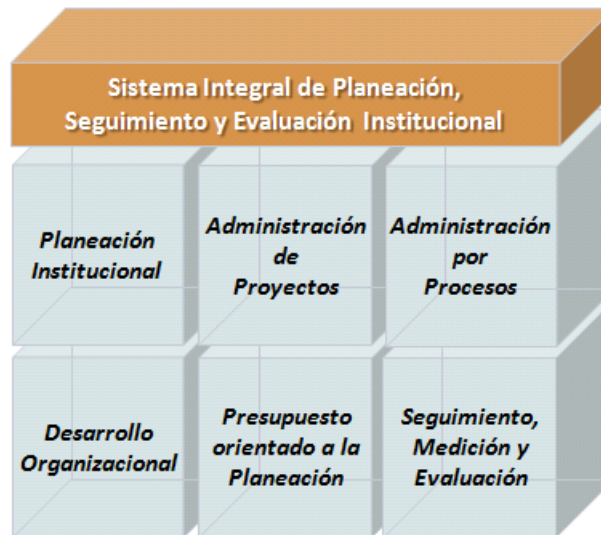 Sistema Integral de Planeación,
Seguimiento y Evaluación Institucional
Planeación
Institucional
Administración
de
Proyectos
Administración
por
Procesos
Desarrollo
Organizacional
Presupuesto
orientado a la
Planeación
Seguimiento,
Medición y
Evaluación